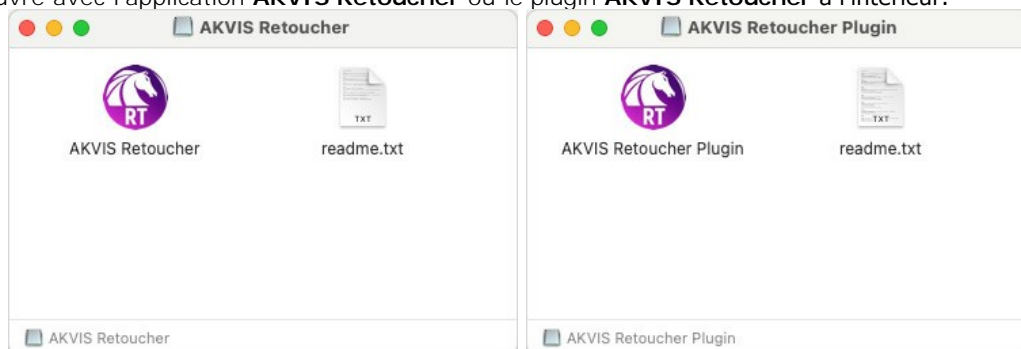 avec l'application AKVIS Retoucher ou le plugin AKVIS Retoucher à l'intérieur.
AKVIS Retoucher
AKVIS Retoucher Plugin
RT
TXT
RT
TXT
AKVIS Retoucher
readme.txt
AKVIS Retoucher Plugin
readme.txt
AKVIS Retoucher
AKVIS Retoucher Plugin